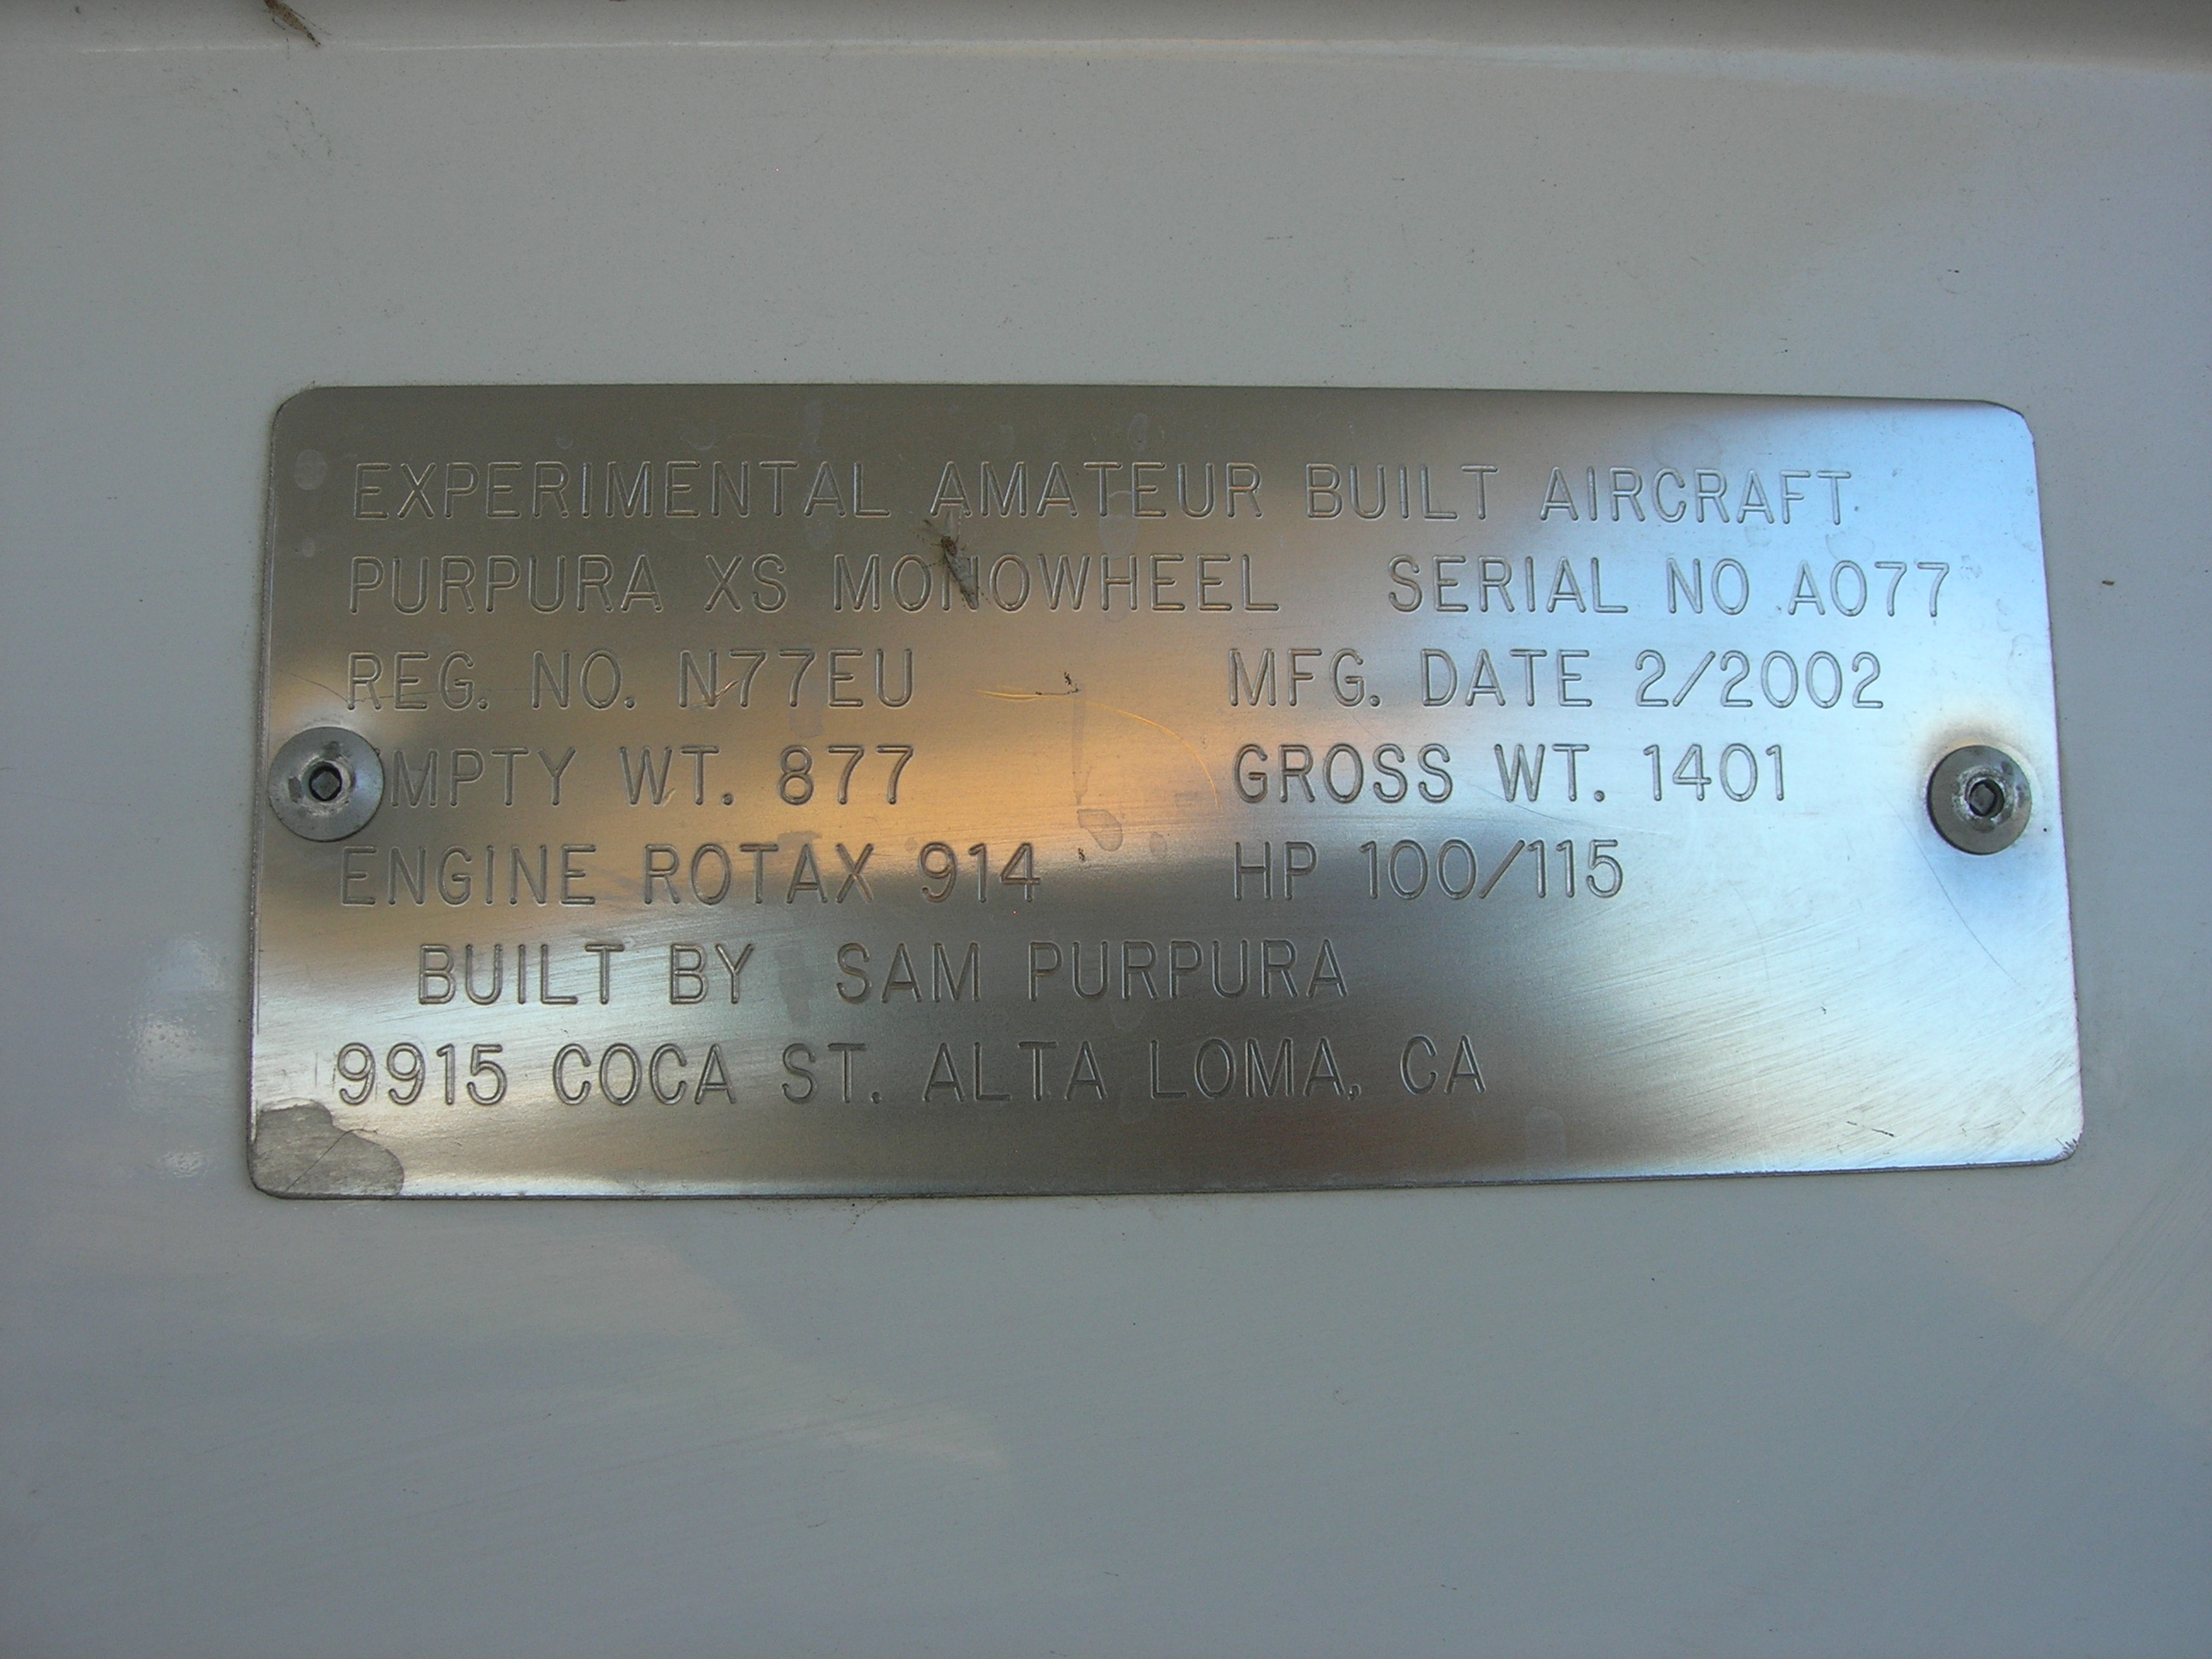 EXPERIMENTAL AMATEUR BUILT AIRCRAFT
PURPURA XS MONOWHEEL SERIAL NO A077
REG. NO. N77EU MFG. DATE 2/2002
EMPTY WT. 877 GROSS WT. 1401
ENGINE ROTAX 914 HP 100/115
BUILT BY SAM PURPURA
9915 COCA ST. ALTA LOMA, CA